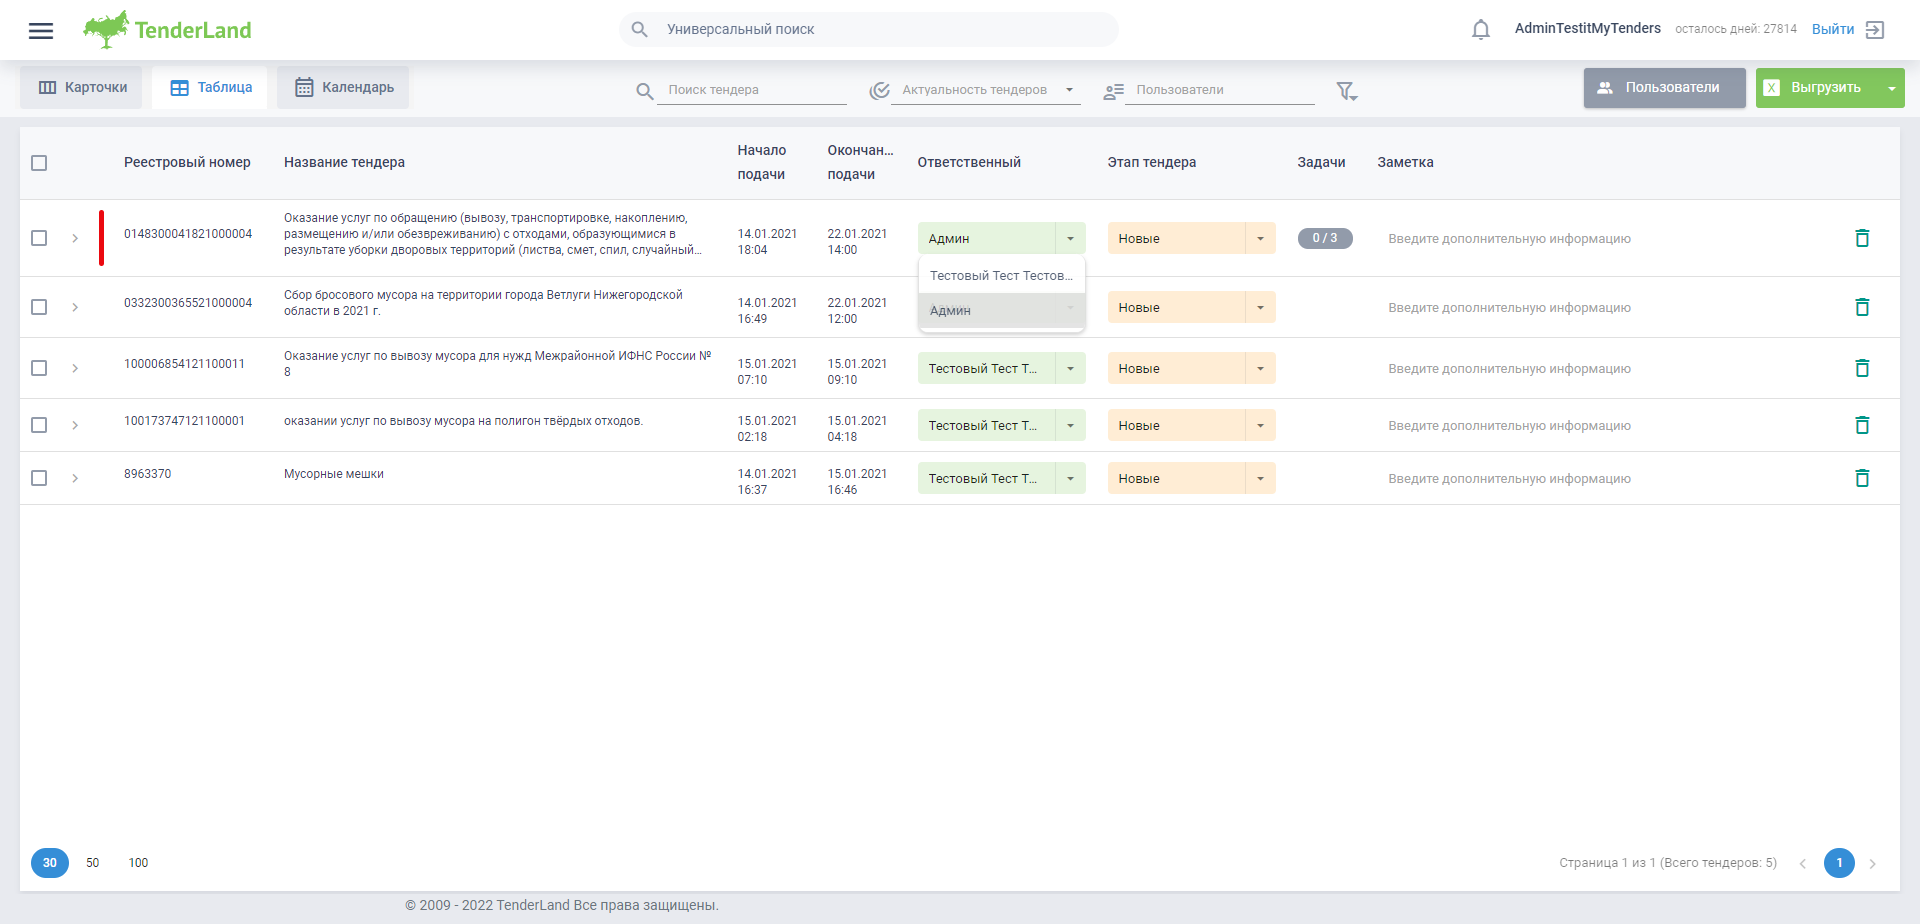 TenderLand
Универсальный поиск
AdminTestitMyTenders
осталось дней: 27814
Выйти
Карточки
Таблица
Календарь
Поиск тендера
Актуальность тендеров
Пользователи
Пользователи
X Выгрузить
Реестровый номер
Название тендера
Начало
подачи
Окончан...
подачи
Ответственный
Этап тендера
Задачи
Заметка
0148300041821000004
Оказание услуг по обращению (вывозу, транспортировке, накоплению,
размещению и/или обезвреживанию) с отходами, образующимися в
результате уборки дворовых территорий (листва, смет, спил, случайный...
14.01.2021
18:04
22.01.2021
14:00
Админ
Новые
0 / 3
Введите дополнительную информацию
Тестовый Тест Тестов...
Админ
0332300365521000004
Сбор бросового мусора на территории города Ветлуги Нижегородской
области в 2021 г.
14.01.2021
16:49
22.01.2021
12:00
Новые
Введите дополнительную информацию
100006854121100011
Оказание услуг по вывозу мусора для нужд Межрайонной ИФНС России №
8
15.01.2021
07:10
15.01.2021
09:10
Тестовый Тест Т...
Новые
Введите дополнительную информацию
100173747121100001
оказании услуг по вывозу мусора на полигон твёрдых отходов.
15.01.2021
02:18
15.01.2021
04:18
Тестовый Тест Т...
Новые
Введите дополнительную информацию
8963370
Мусорные мешки
14.01.2021
16:37
15.01.2021
16:46
Тестовый Тест Т...
Новые
Введите дополнительную информацию
30
50
100
Страница 1 из 1 (Всего тендеров: 5)
1
© 2009 - 2022 TenderLand Все права защищены.